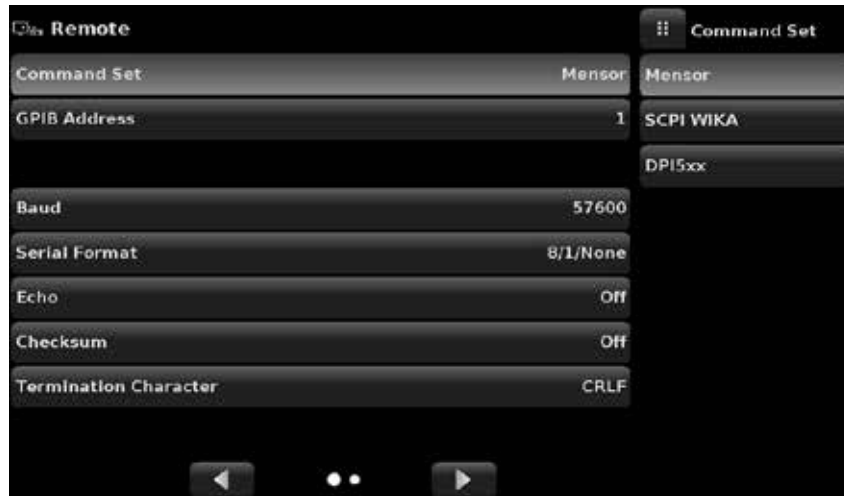 Remote
Command Set Mensor
GPIB Address 1
Baud 57600
Serial Format 8/1/None
Echo Off
Checksum Off
Termination Character CRLF
Command Set
Mensor
SCPI WIKA
DPI5xx